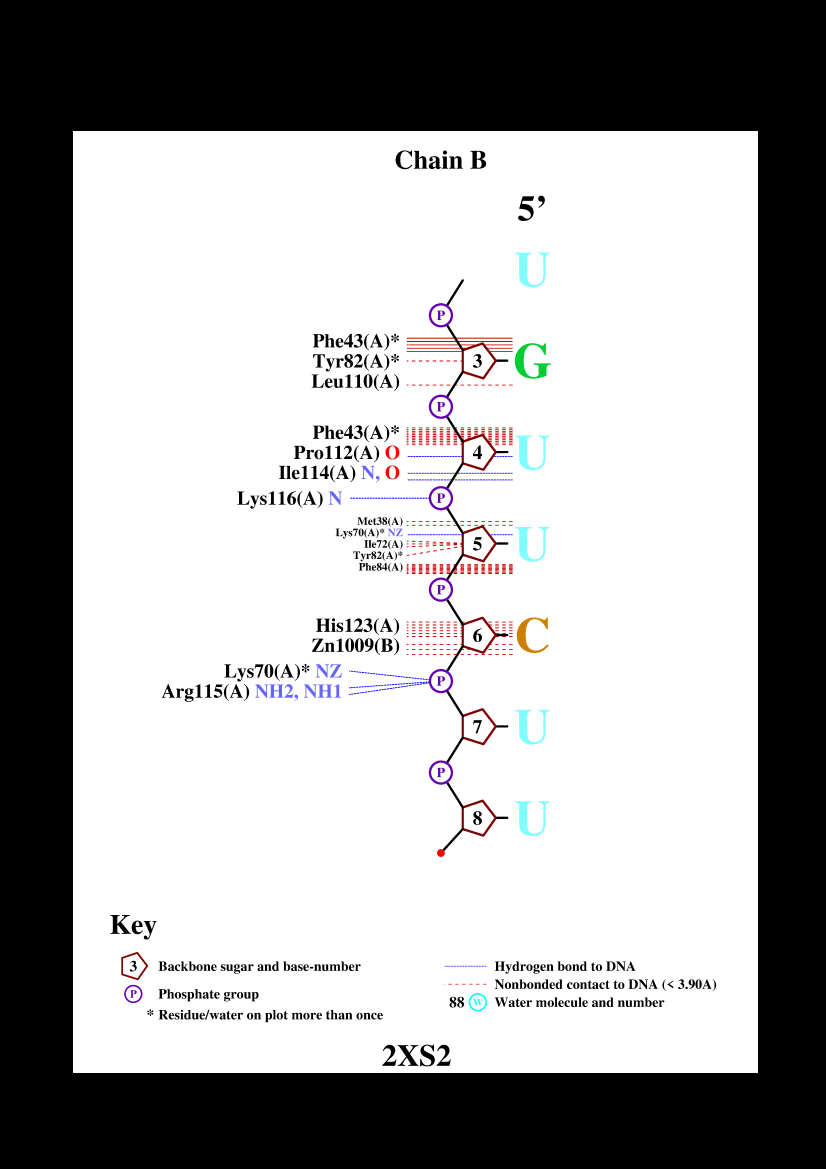 Chain B
5’
U
P
Phe43(A)*
Tyr82(A)*
Leu110(A)
3
G
P
Phe43(A)*
Pro112(A) O
Ile114(A) N, O
4
U
Lys116(A) N
P
Met38(A)
Lys70(A)* NZ
Ile72(A)
Tyr82(A)*
Phe84(A)
5
U
P
His123(A)
Zn1009(B)
6
C
Lys70(A)* NZ
Arg115(A) NH2, NH1
P
7
U
P
8
U
Key
3 Backbone sugar and base-number
P Phosphate group
* Residue/water on plot more than once
Hydrogen bond to DNA
Nonbonded contact to DNA (< 3.90A)
88 W Water molecule and number
2XS2